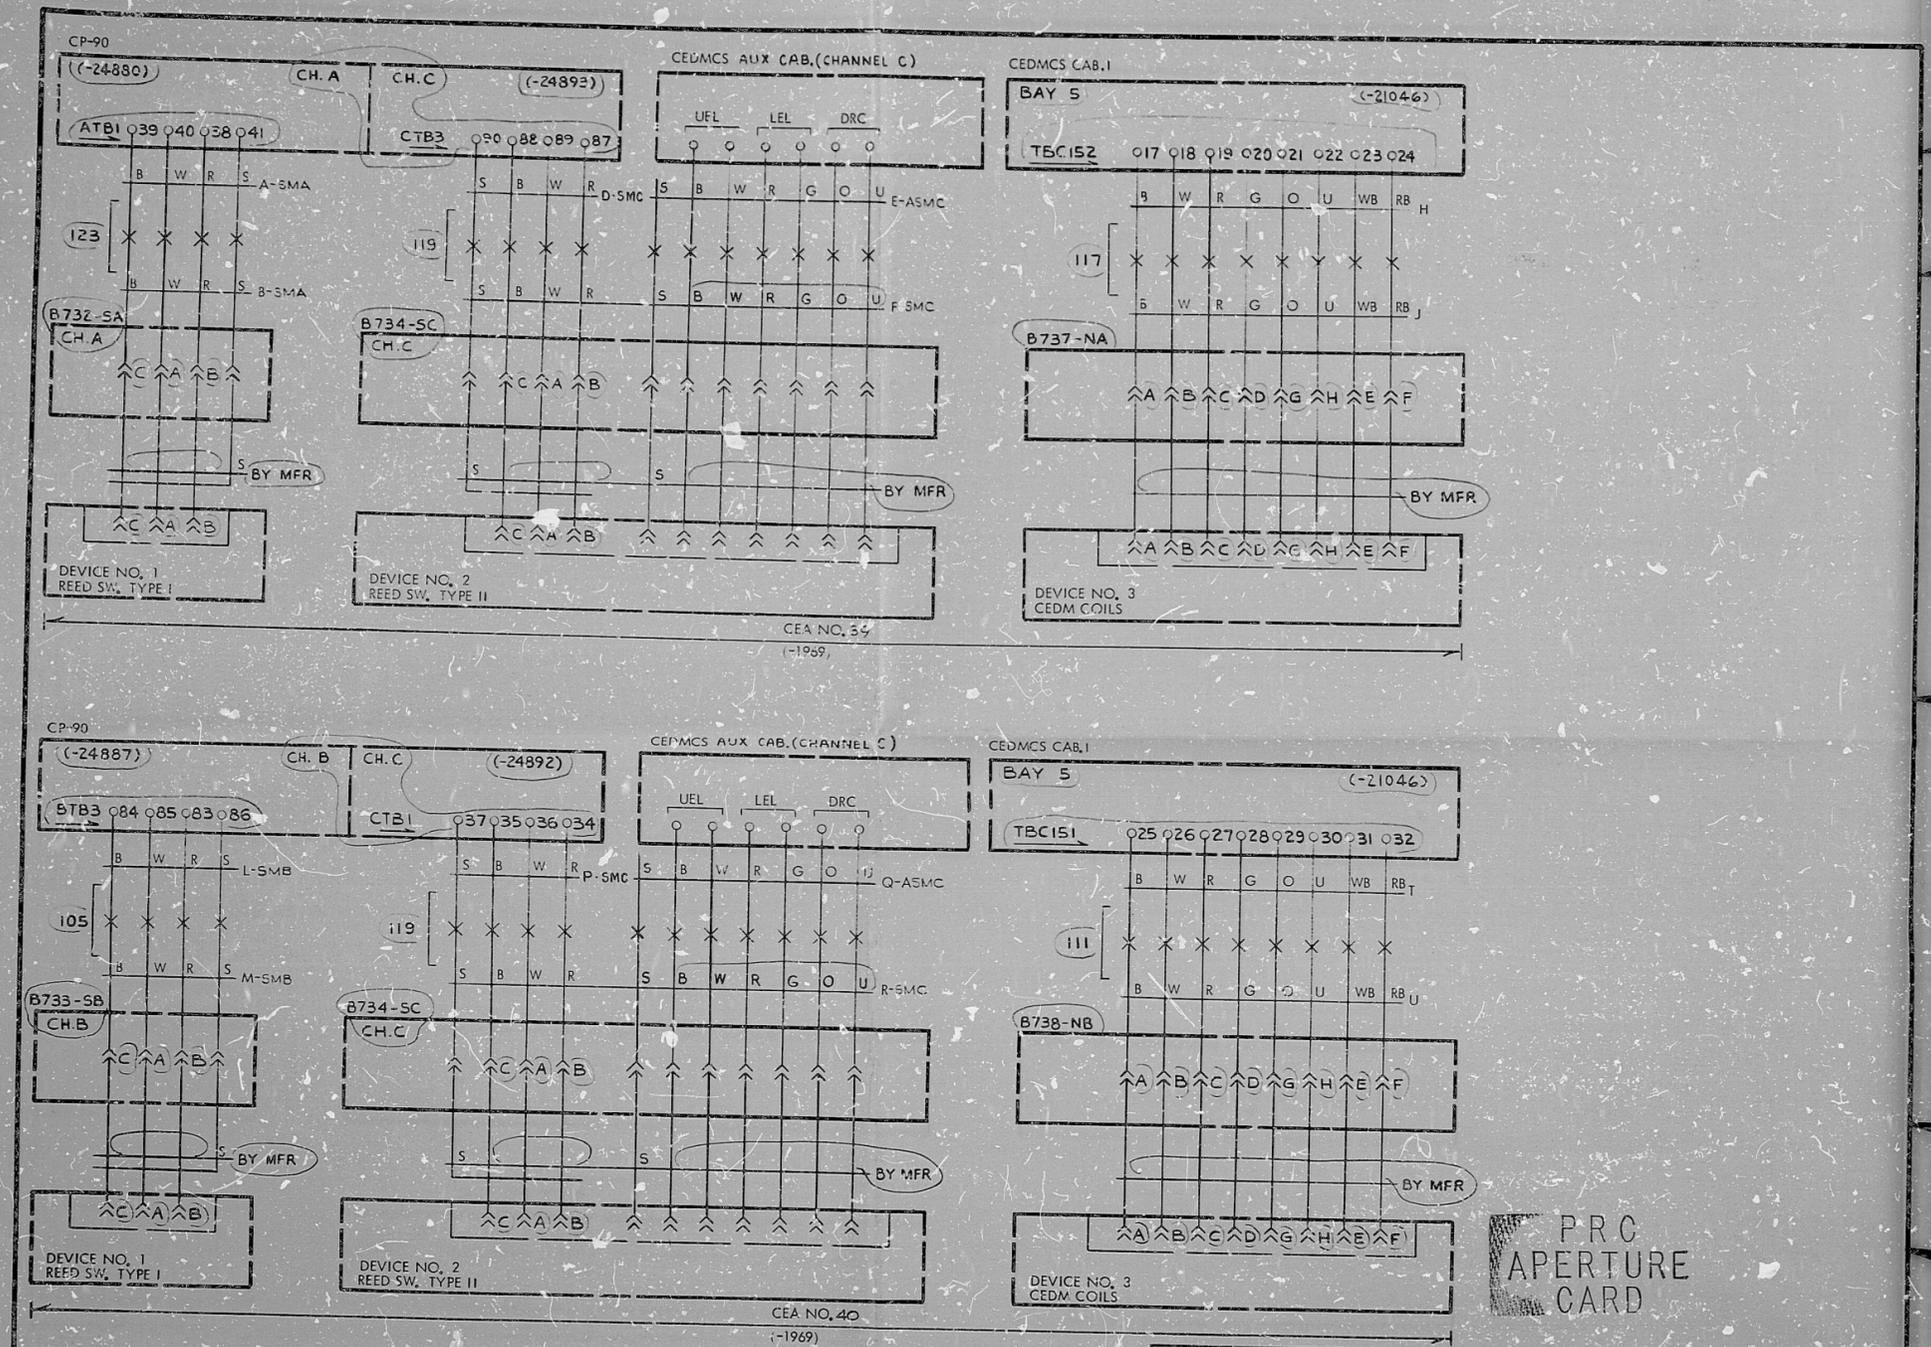 CP-90
(-24880) CH. A CH.C (-24893)
ATB1 39 40 38 41 CTB3 90 88 89 87
CEDMCS AUX CAB.(CHANNEL C)
UEL LEL DRC
CEDMCS CAB.1
BAY 5 (-21046)
TBC152 17 18 19 20 21 22 23 24
B W R S A-SMA
S B W R D-SMC S B W R G O U E-ASMC
B W R G O U WB RB H
123
119
117
B W R S B-SMA
S B W R S B W R G O U F-SMC
B W R G O U WB RB J
B732-SA
CH.A
B734-SC
CH.C
B737-NA
C A B
C A B
A B C D G H E F
S BY MFR
S S BY MFR
BY MFR
C A B
C A B
A B C D G H E F
DEVICE NO. 1
REED SW. TYPE I
DEVICE NO. 2
REED SW. TYPE II
DEVICE NO. 3
CEDM COILS
CEA NO. 39
(-1969)
CP-90
(-24887) CH. B CH.C (-24892)
BTB3 84 85 83 86 CTB1 37 35 36 34
CEDMCS AUX CAB.(CHANNEL C)
UEL LEL DRC
CEDMCS CAB.1
BAY 5 (-21046)
TBC151 25 26 27 28 29 30 31 32
B W R S L-SMB
S B W R P-SMC S B W R G O U Q-ASMC
B W R G O U WB RB T
105
119
111
B W R S M-SMB
S B W R S B W R G O U R-SMC
B W R G O U WB RB U
B733-SB
CH.B
B734-SC
CH.C
B738-NB
C A B
C A B
A B C D G H E F
S BY MFR
S S BY MFR
BY MFR
C A B
C A B
A B C D G H E F
DEVICE NO. 1
REED SW. TYPE I
DEVICE NO. 2
REED SW. TYPE II
DEVICE NO. 3
CEDM COILS
CEA NO. 40
(-1969)
PRC
APERTURE
CARD